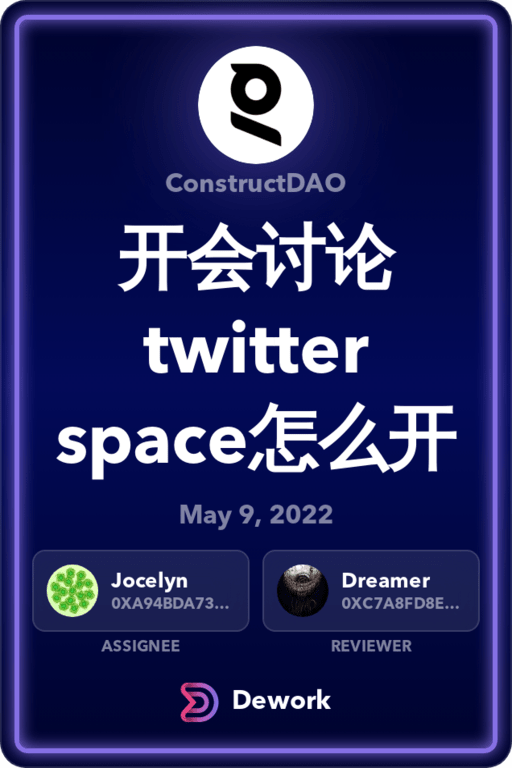 ConstructDAO
开会讨论
twitter
space怎么开
May 9, 2022
Jocelyn
0XA94BDA73...
Dreamer
0XC7A8FD8E...
ASSIGNEE
REVIEWER
Dework